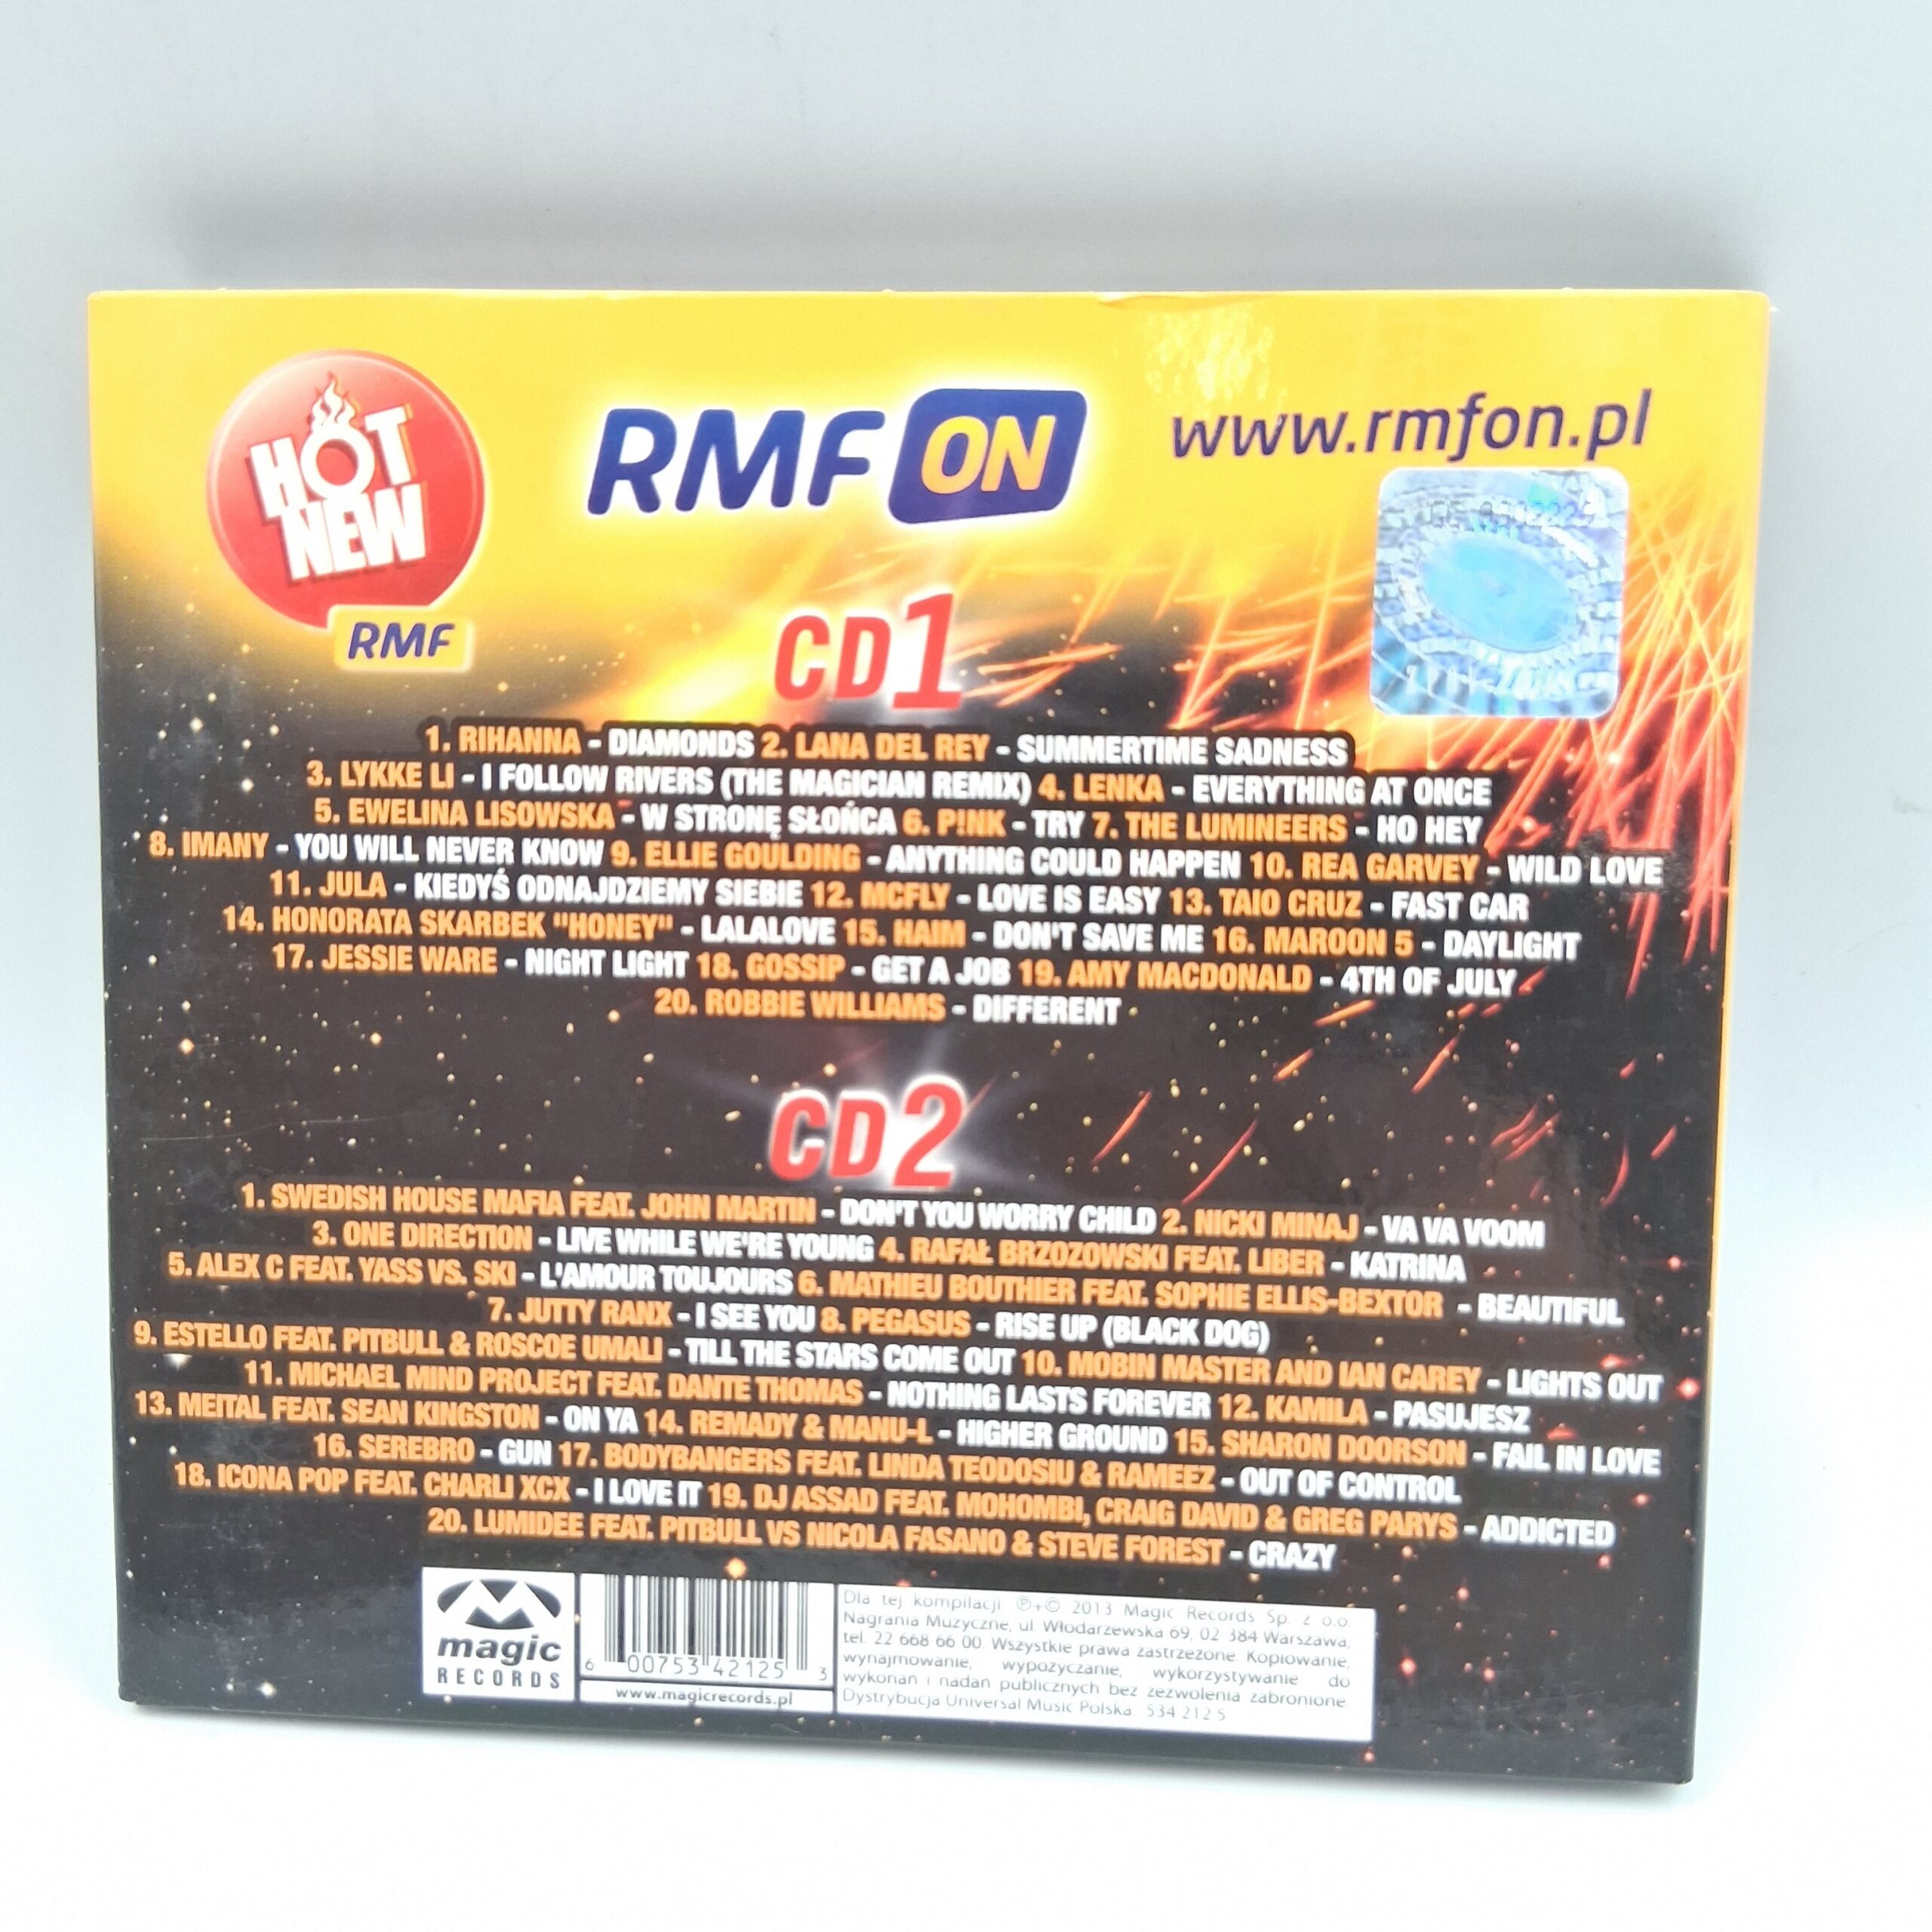 HOT
NEW
RMF
RMF ON
www.rmfon.pl
CD1
1. RIHANNA - DIAMONDS 2. LANA DEL REY - SUMMERTIME SADNESS
3. LYKKE LI - I FOLLOW RIVERS (THE MAGICIAN REMIX) 4. LENKA - EVERYTHING AT ONCE
5. EWELINA LISOWSKA - W STRONĘ SŁOŃCA 6. P!NK - TRY 7. THE LUMINEERS - HO HEY
8. IMANY - YOU WILL NEVER KNOW 9. ELLIE GOULDING - ANYTHING COULD HAPPEN 10. REA GARVEY - WILD LOVE
11. JULA - KIEDYŚ ODNAJDZIEMY SIEBIE 12. MCFLY - LOVE IS EASY 13. TAIO CRUZ - FAST CAR
14. HONORATA SKARBEK "HONEY" - LALALOVE 15. HAIM - DON'T SAVE ME 16. MAROON 5 - DAYLIGHT
17. JESSIE WARE - NIGHT LIGHT 18. GOSSIP - GET A JOB 19. AMY MACDONALD - 4TH OF JULY
20. ROBBIE WILLIAMS - DIFFERENT
CD2
1. SWEDISH HOUSE MAFIA FEAT. JOHN MARTIN - DON'T YOU WORRY CHILD 2. NICKI MINAJ - VA VA VOOM
3. ONE DIRECTION - LIVE WHILE WE'RE YOUNG 4. RAFAŁ BRZOZOWSKI FEAT. LIBER - KATRINA
5. ALEX C FEAT. YASS VS. SKI - L'AMOUR TOUJOURS 6. MATHIEU BOUTHIER FEAT. SOPHIE ELLIS-BEXTOR - BEAUTIFUL
7. JUTTY RANX - I SEE YOU 8. PEGASUS - RISE UP (BLACK DOG)
9. ESTELLO FEAT. PITBULL & ROSCOE UMALI - TILL THE STARS COME OUT 10. MOBIN MASTER AND IAN CAREY - LIGHTS OUT
11. MICHAEL MIND PROJECT FEAT. DANTE THOMAS - NOTHING LASTS FOREVER 12. KAMILA - PASUJESZ
13. MEITAL FEAT. SEAN KINGSTON - ON YA 14. REMADY & MANU-L - HIGHER GROUND 15. SHARON DOORSON - FAIL IN LOVE
16. SEREBRO - GUN 17. BODYBANGERS FEAT. LINDA TEODOSIU & RAMEEZ - OUT OF CONTROL
18. ICONA POP FEAT. CHARLI XCX - I LOVE IT 19. DJ ASSAD FEAT. MOHOMBI, CRAIG DAVID & GREG PARYS - ADDICTED
20. LUMIDEE FEAT. PITBULL VS NICOLA FASANO & STEVE FOREST - CRAZY
magic
RECORDS
6 00753 42125 3
www.magicrecords.pl
Dla tej kompilacji ℗+© 2013 Magic Records Sp. z o.o.
Nagrania Muzyczne, ul. Włodarzewska 69, 02 384 Warszawa,
tel. 22 668 66 00. Wszystkie prawa zastrzeżone. Kopiowanie,
wynajmowanie, wypożyczanie, wykorzystywanie do
wykonań i nadań publicznych bez zezwolenia zabronione.
Dystrybucja Universal Music Polska. 534 212 5